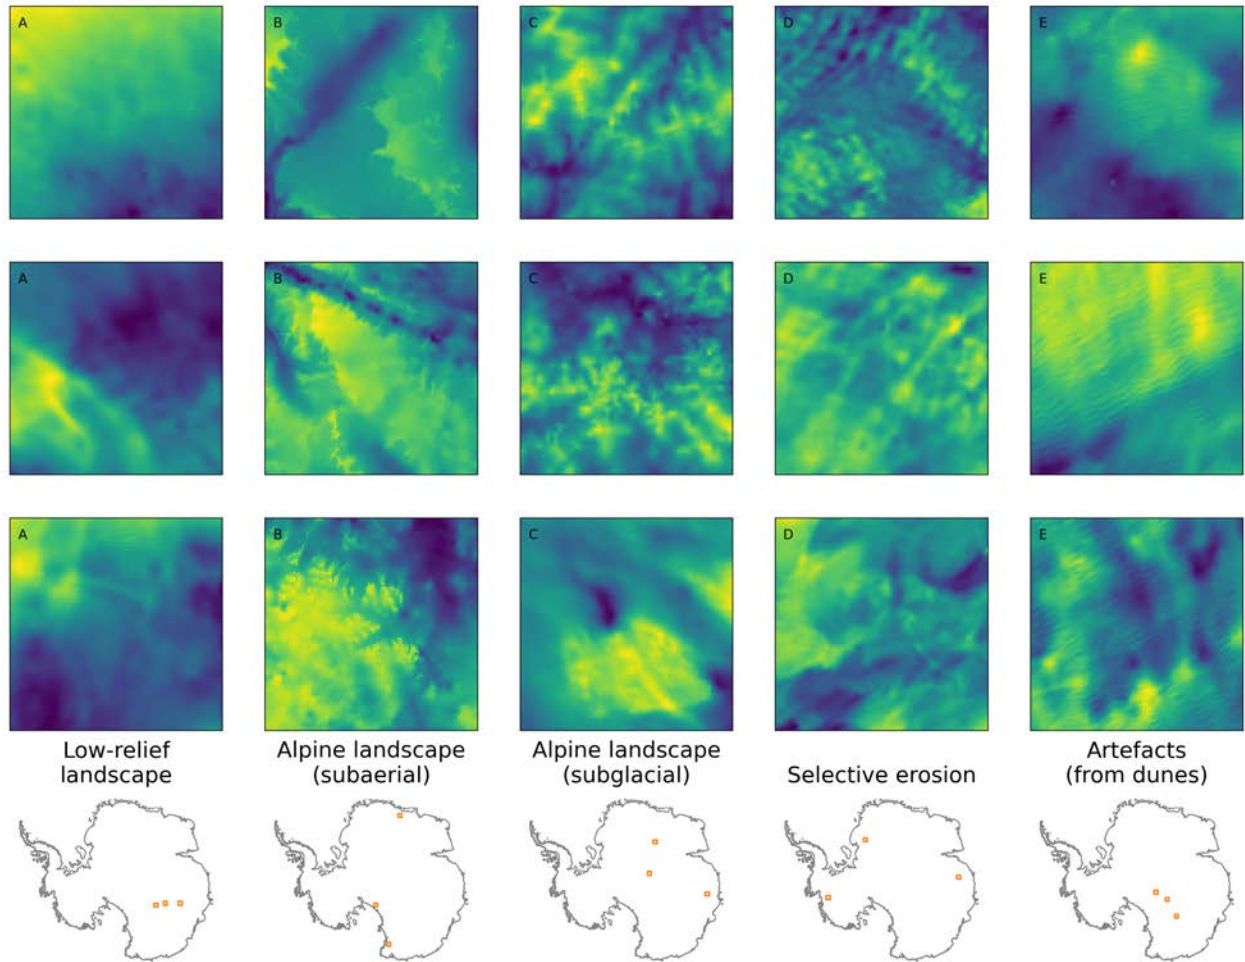 A
B
C
D
E
A
B
C
D
E
A
B
C
D
E
Low-relief
landscape
Alpine landscape
(subaerial)
Alpine landscape
(subglacial)
Selective erosion
Artefacts
(from dunes)